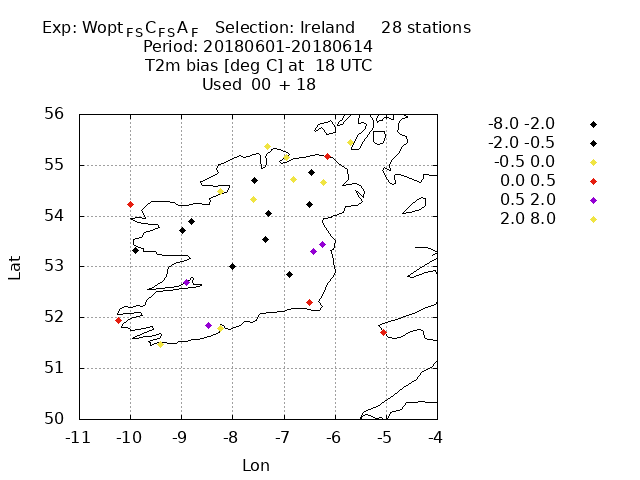 Exp: Wopt_FS C_FS A_F Selection: Ireland 28 stations
Period: 20180601-20180614
T2m bias [deg C] at 18 UTC
Used 00 + 18
-8.0 -2.0
-2.0 -0.5
-0.5 0.0
0.0 0.5
0.5 2.0
2.0 8.0
56
55
54
53
52
51
50
Lat
-11 -10 -9 -8 -7 -6 -5 -4
Lon